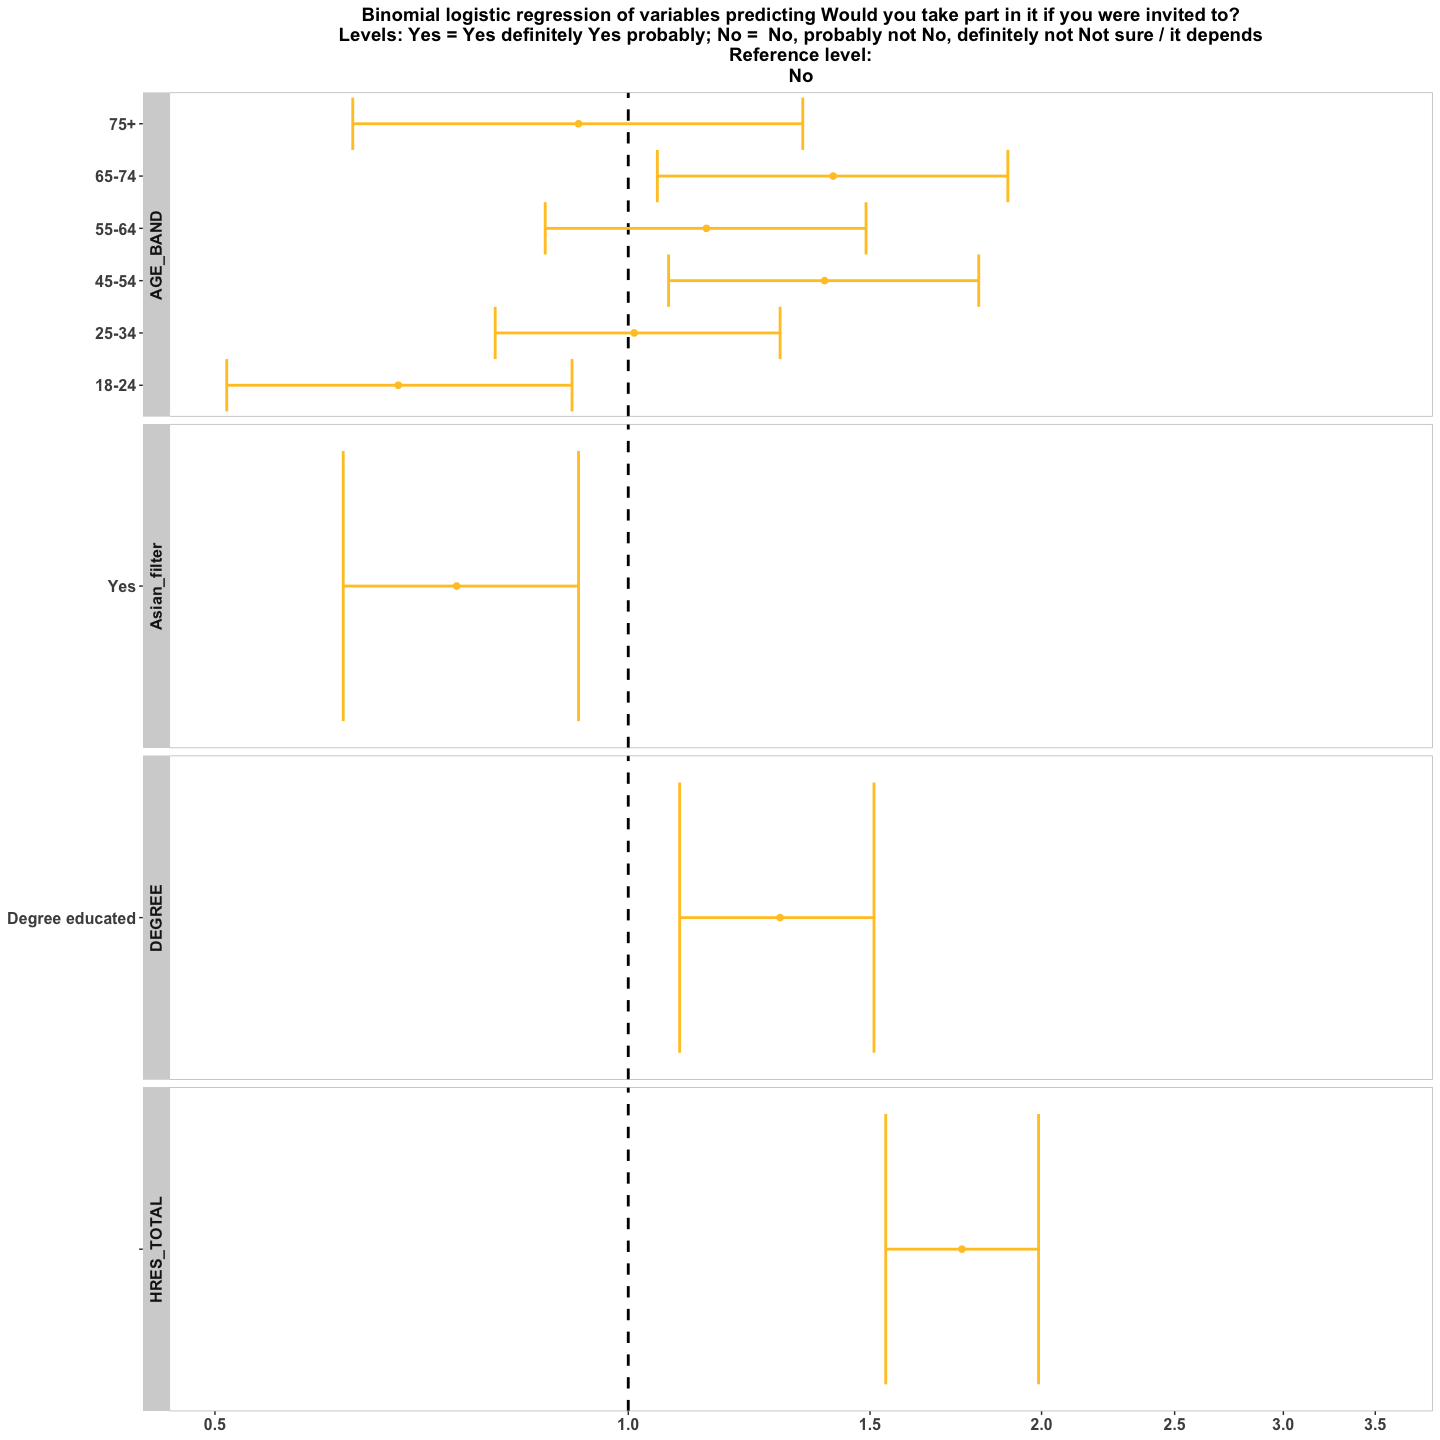 Binomial logistic regression of variables predicting Would you take part in it if you were invited to?
Levels: Yes = Yes definitely Yes probably; No =  No, probably not No, definitely not Not sure / it depends
Reference level:
No
AGE_BAND
75+
65-74
55-64
45-54
25-34
18-24
Asian_filter
Yes
DEGREE
Degree educated
HRES_TOTAL
0.5
1.0
1.5
2.0
2.5
3.0
3.5